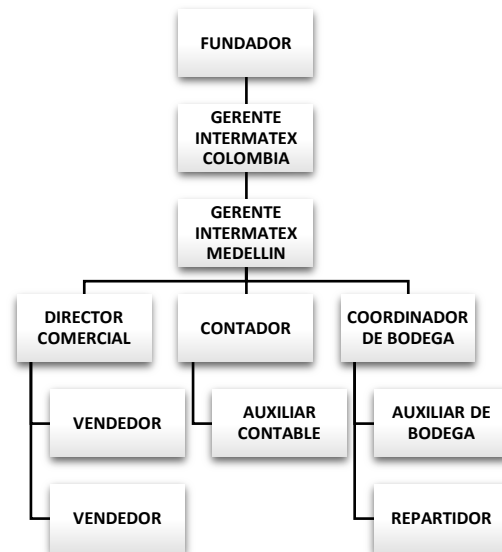 FUNDADOR
GERENTE
INTERMATEX
COLOMBIA
GERENTE
INTERMATEX
MEDELLIN
DIRECTOR
COMERCIAL
VENDEDOR
VENDEDOR
CONTADOR
AUXILIAR
CONTABLE
COORDINADOR
DE BODEGA
AUXILIAR DE
BODEGA
REPARTIDOR